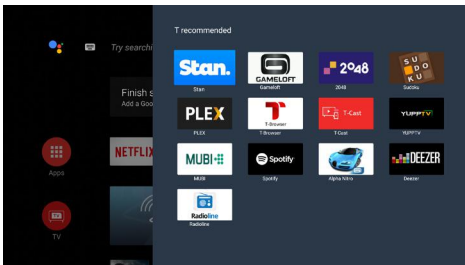 Try searchi
T recommended
Stan.
GAMELOFT
2048
SUDOKU
Stan
Gameloft
2048
Sudoku
Finish s
Add a Goo
PLEX
T-Browser
T-Cast
YUPPTV
PLEX
T-Browser
T-Cast
YUPPTV
NETFLIX
MUBI
Spotify
DEEZER
Apps
MUBI
Spotify
Alpha Nitro
Deezer
Radioline
Radioline
TV